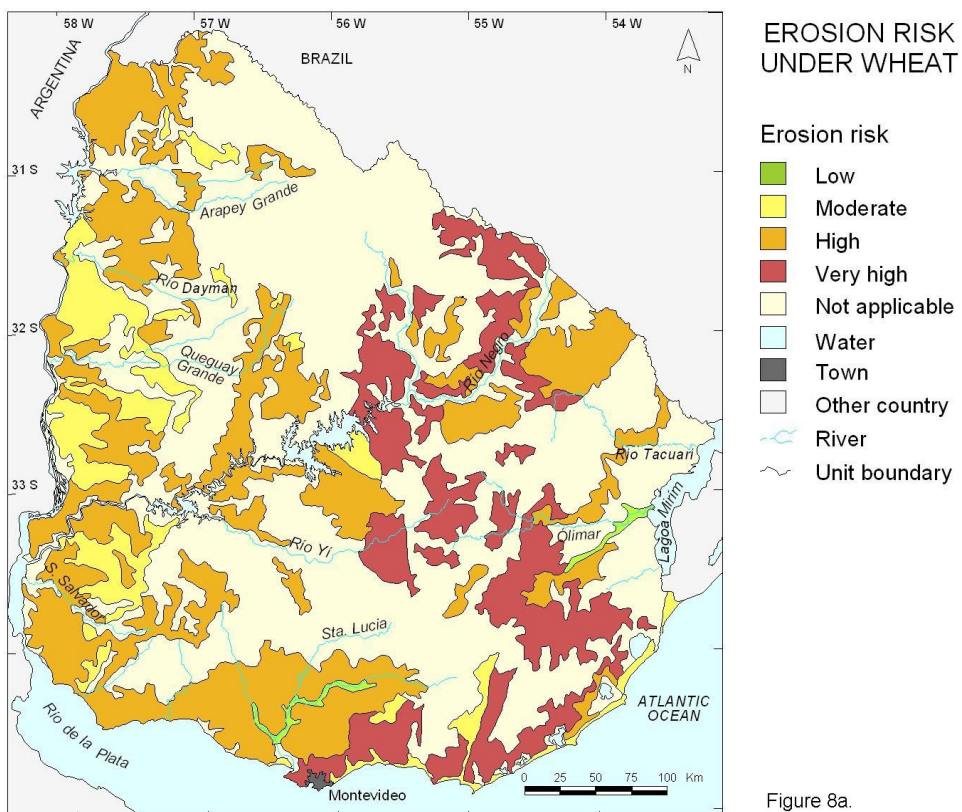 58 W
57 W
56 W
55 W
54 W
ARGENTINA
BRAZIL
N
31 S
Arapey Grande
Rio Dayman
32 S
Queguay
Grande
Rio Negro
Rio Tacuari
33 S
Lagoa Mirim
Olimar
Rio Yi
S. Salvador
Sta. Lucia
ATLANTIC
OCEAN
Rio de la Plata
0 25 50 75 100 Km
Montevideo
EROSION RISK
UNDER WHEAT
Erosion risk
Low
Moderate
High
Very high
Not applicable
Water
Town
Other country
River
Unit boundary
Figure 8a.